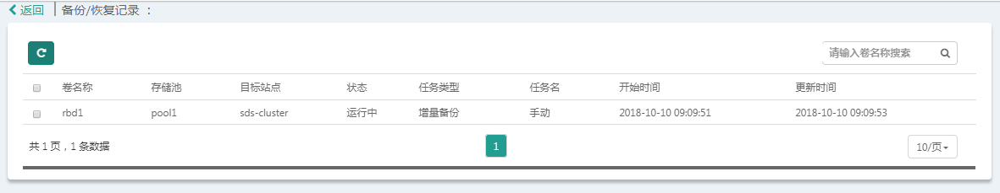 返回 | 备份/恢复记录 ：
请输入卷名称搜索
卷名称 存储池 目标站点 状态 任务类型 任务名 开始时间 更新时间
rbd1 pool1 sds-cluster 运行中 增量备份 手动 2018-10-10 09:09:51 2018-10-10 09:09:53
共 1 页，1 条数据 1 10/页